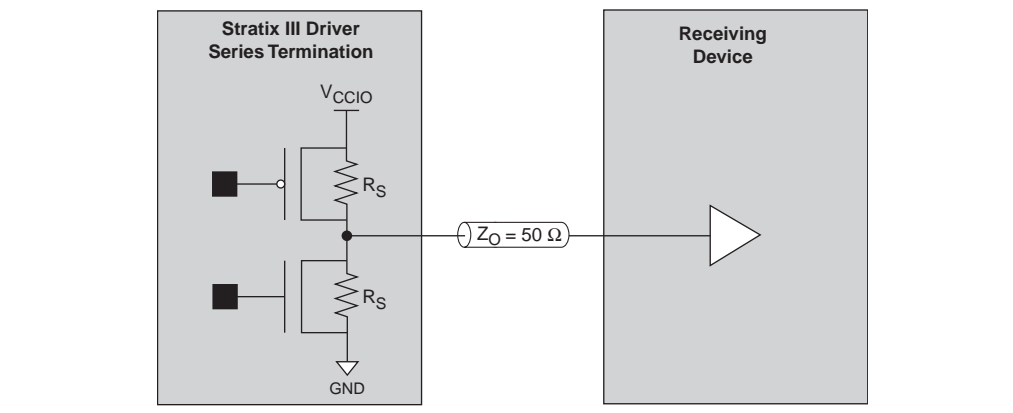 Stratix III Driver
Series Termination
VCCIO
RS
RS
GND
ZO = 50 Ω
Receiving
Device